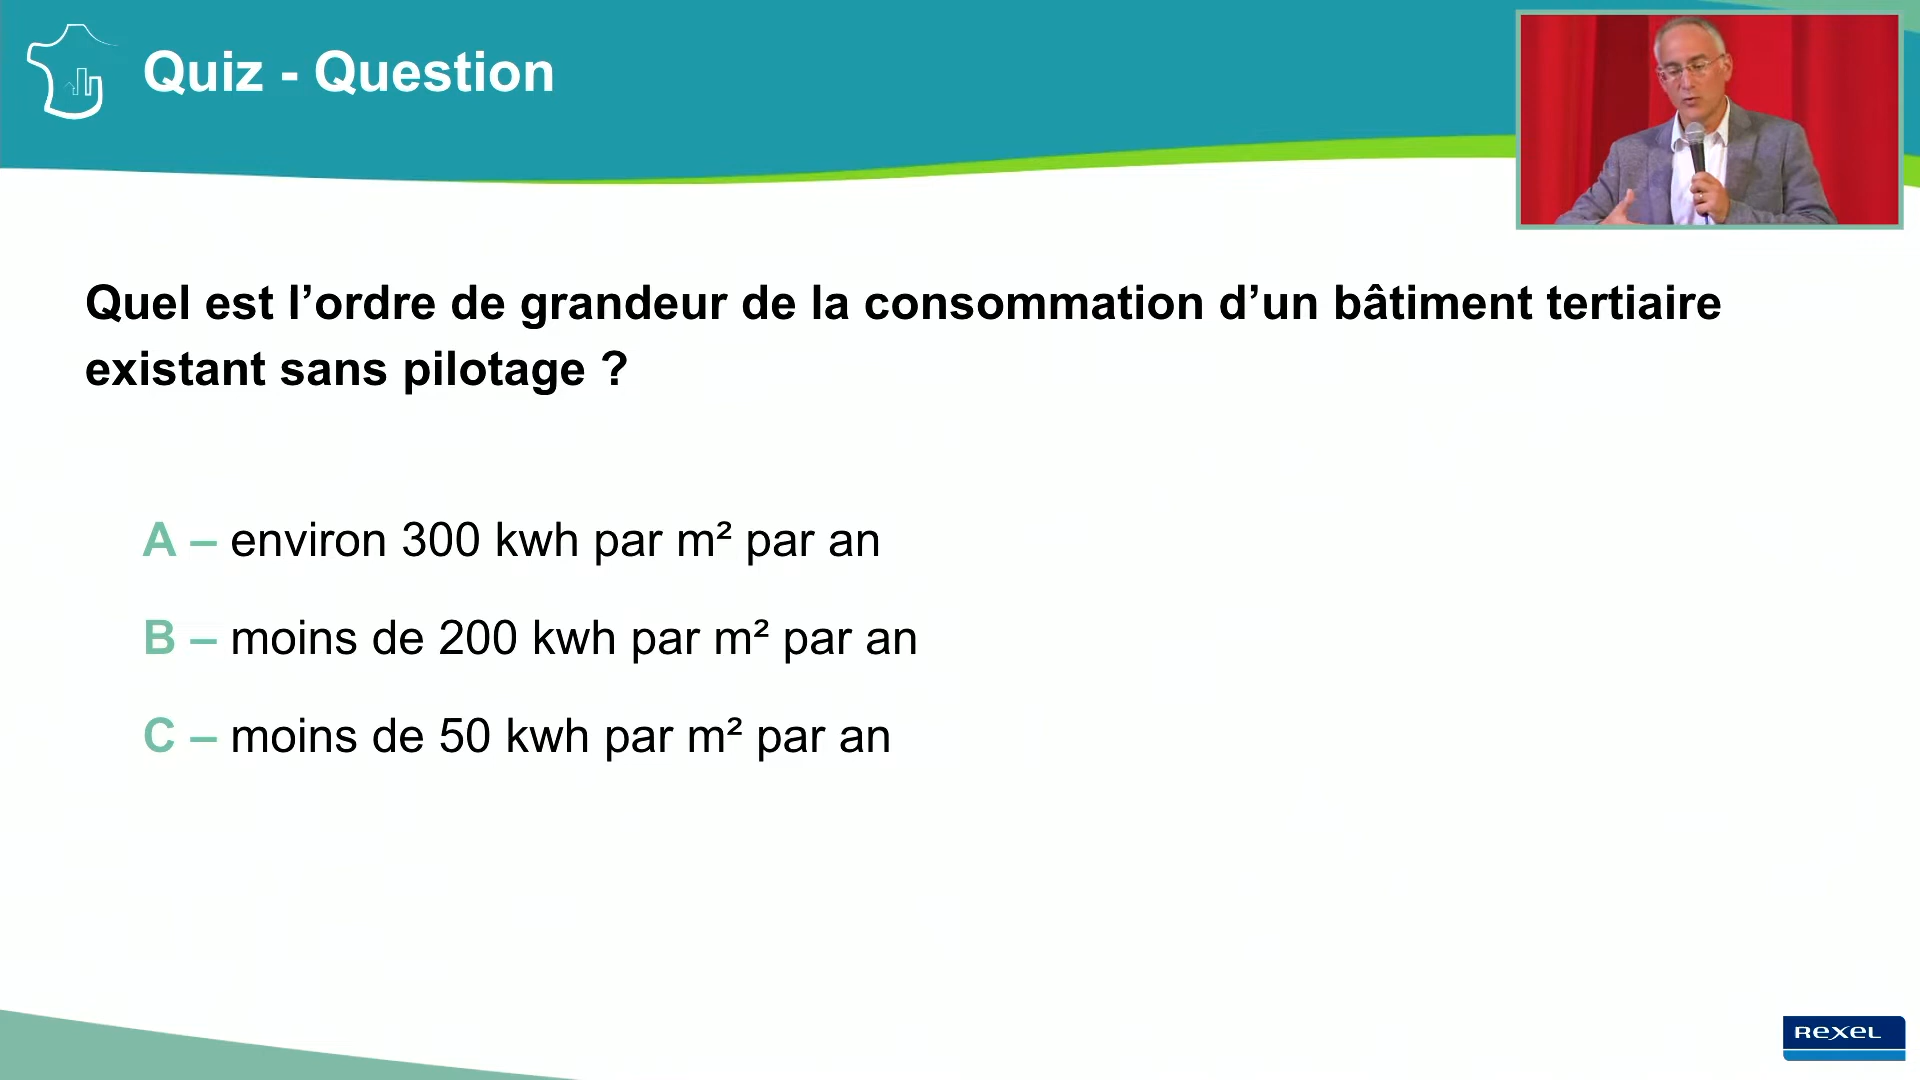 Quiz - Question
Quel est l’ordre de grandeur de la consommation d’un bâtiment tertiaire
existant sans pilotage ?
A – environ 300 kwh par m² par an
B – moins de 200 kwh par m² par an
C – moins de 50 kwh par m² par an
REXEL